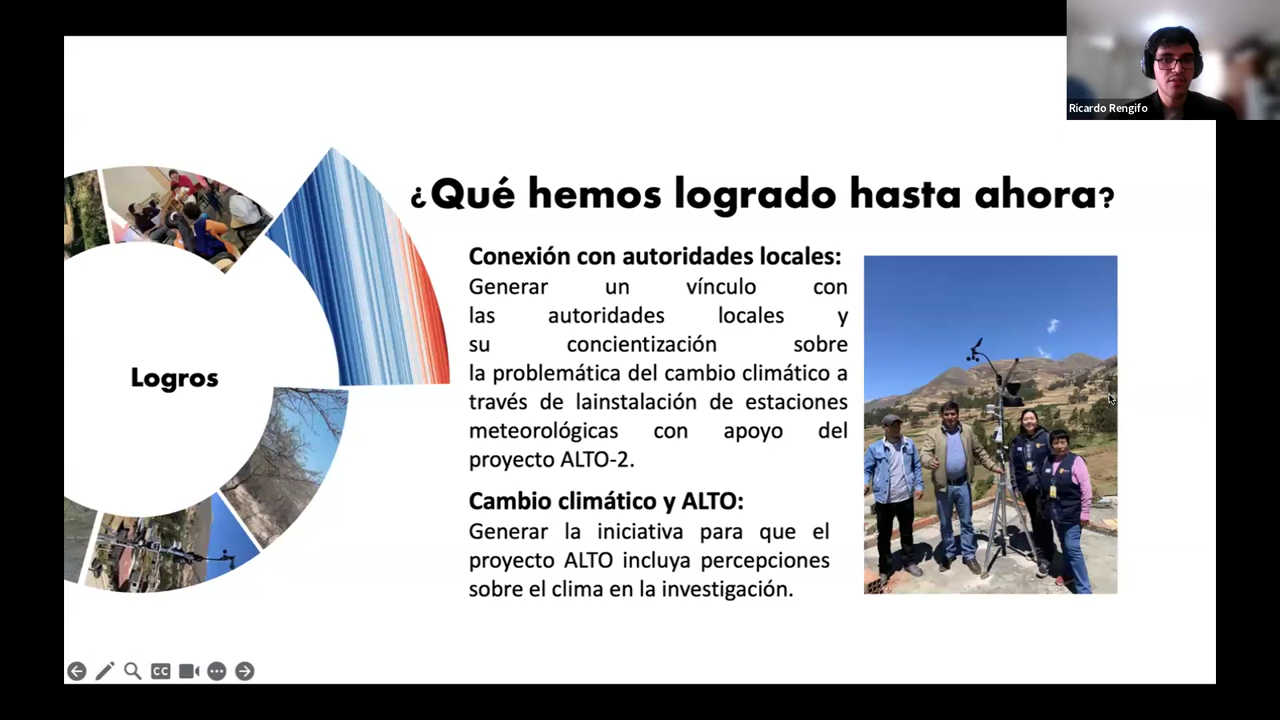 Ricardo Rengifo
¿Qué hemos logrado hasta ahora?
Logros
Conexión con autoridades locales:
Generar un vínculo con
las autoridades locales y
su concientización sobre
la problemática del cambio climático a
través de lainstalación de estaciones
meteorológicas con apoyo del
proyecto ALTO-2.
Cambio climático y ALTO:
Generar la iniciativa para que el
proyecto ALTO incluya percepciones
sobre el clima en la investigación.
CC